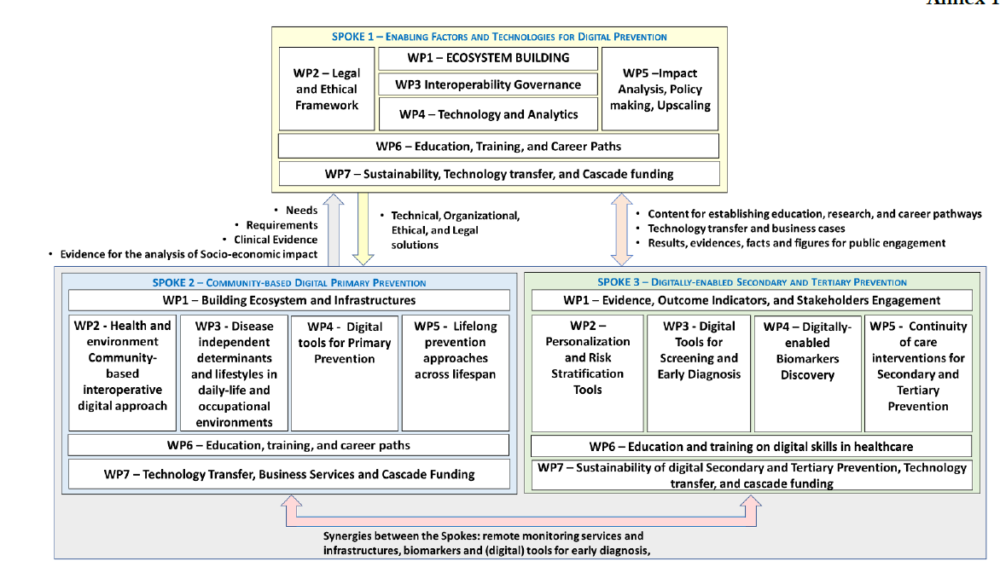 SPOKE 1 – ENABLING FACTORS AND TECHNOLOGIES FOR DIGITAL PREVENTION
WP2 – Legal
and Ethical
Framework
WP1 – ECOSYSTEM BUILDING
WP3 Interoperability Governance
WP4 – Technology and Analytics
WP5 –Impact
Analysis, Policy
making, Upscaling
WP6 – Education, Training, and Career Paths
WP7 – Sustainability, Technology transfer, and Cascade funding
• Needs
• Requirements
• Clinical Evidence
• Evidence for the analysis of Socio-economic impact
• Technical, Organizational,
Ethical, and Legal
solutions
• Content for establishing education, research, and career pathways
• Technology transfer and business cases
• Results, evidences, facts and figures for public engagement
SPOKE 2 – COMMUNITY-BASED DIGITAL PRIMARY PREVENTION
WP1 – Building Ecosystem and Infrastructures
WP2 - Health and
environment
Community-
based
interoperative
digital approach
WP3 - Disease
independent
determinants
and lifestyles in
daily-life and
occupational
environments
WP4 - Digital
tools for Primary
Prevention
WP5 - Lifelong
prevention
approaches
across lifespan
WP6 – Education, training, and career paths
WP7 – Technology Transfer, Business Services and Cascade Funding
SPOKE 3 – DIGITALLY-ENABLED SECONDARY AND TERTIARY PREVENTION
WP1 – Evidence, Outcome Indicators, and Stakeholders Engagement
WP2 –
Personalization
and Risk
Stratification
Tools
WP3 - Digital
Tools for
Screening and
Early Diagnosis
WP4 – Digitally-
enabled
Biomarkers
Discovery
WP5 - Continuity
of care
interventions for
Secondary and
Tertiary
Prevention
WP6 – Education and training on digital skills in healthcare
WP7 – Sustainability of digital Secondary and Tertiary Prevention, Technology
transfer, and cascade funding
Synergies between the Spokes: remote monitoring services and
infrastructures, biomarkers and (digital) tools for early diagnosis,